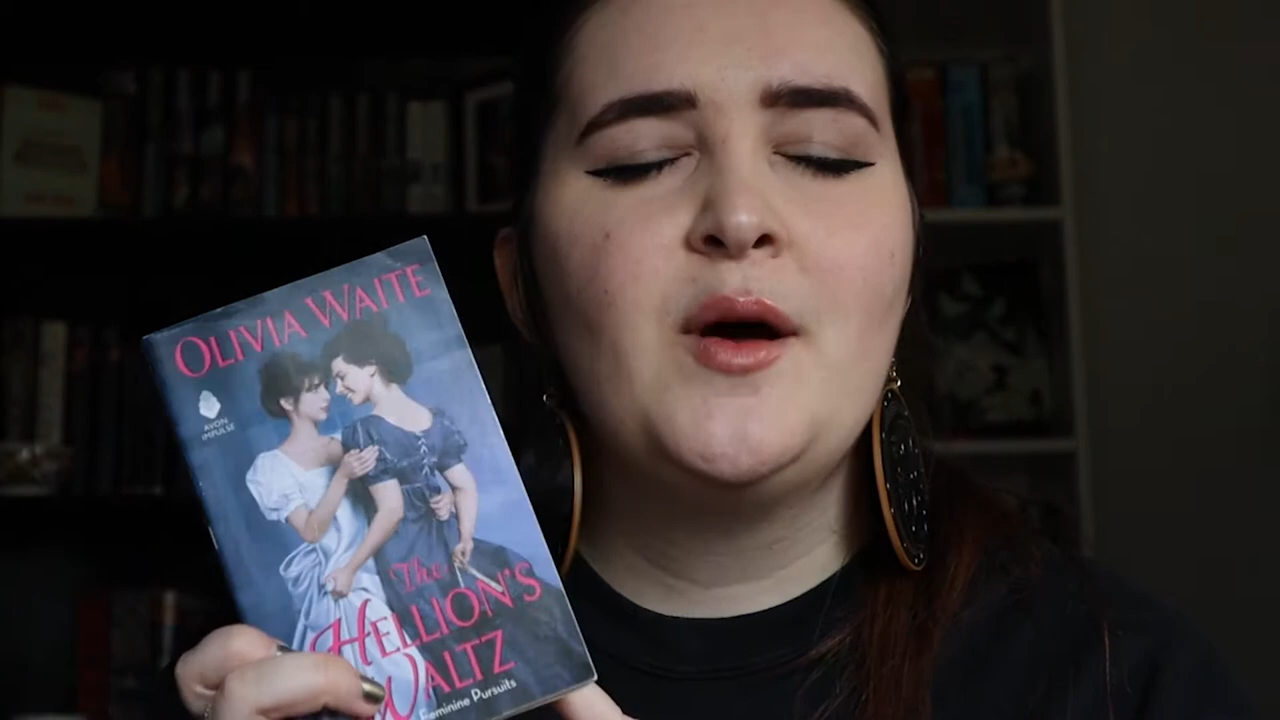 OLIVIA WAITE
AVON
IMPULSE
The
HELLION'S
WALTZ
Feminine Pursuits